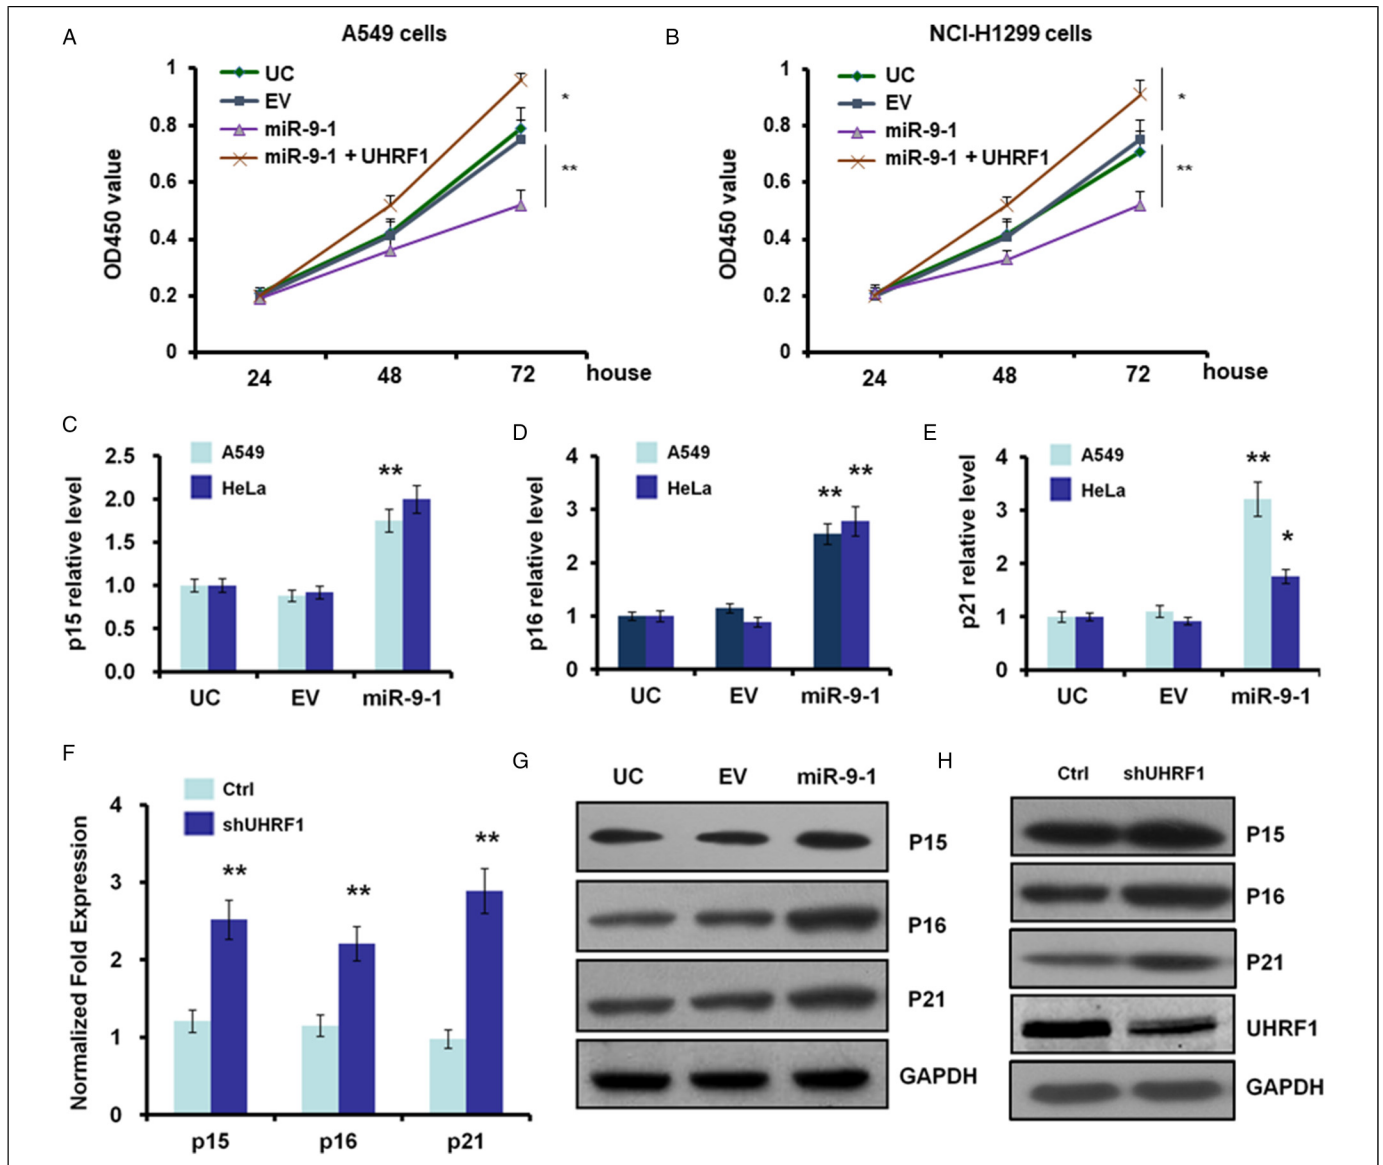 A
A549 cells
OD450 value
1
0.8
0.6
0.4
0.2
0
UC
EV
miR-9-1
miR-9-1 + UHRF1
*
**
24
48
72
house
B
NCI-H1299 cells
OD450 value
1
0.8
0.6
0.4
0.2
0
UC
EV
miR-9-1
miR-9-1 + UHRF1
*
**
24
48
72
house
C
p15 relative level
2.5
2.0
1.5
1.0
0.5
0.0
A549
HeLa
**
UC
EV
miR-9-1
D
p16 relative level
4
3
2
1
0
A549
HeLa
**
**
UC
EV
miR-9-1
E
p21 relative level
4
3
2
1
0
A549
HeLa
**
*
UC
EV
miR-9-1
F
Normalized Fold Expression
4
3
2
1
0
Ctrl
shUHRF1
**
**
**
p15
p16
p21
G
UC
EV
miR-9-1
P15
P16
P21
GAPDH
H
Ctrl
shUHRF1
P15
P16
P21
UHRF1
GAPDH